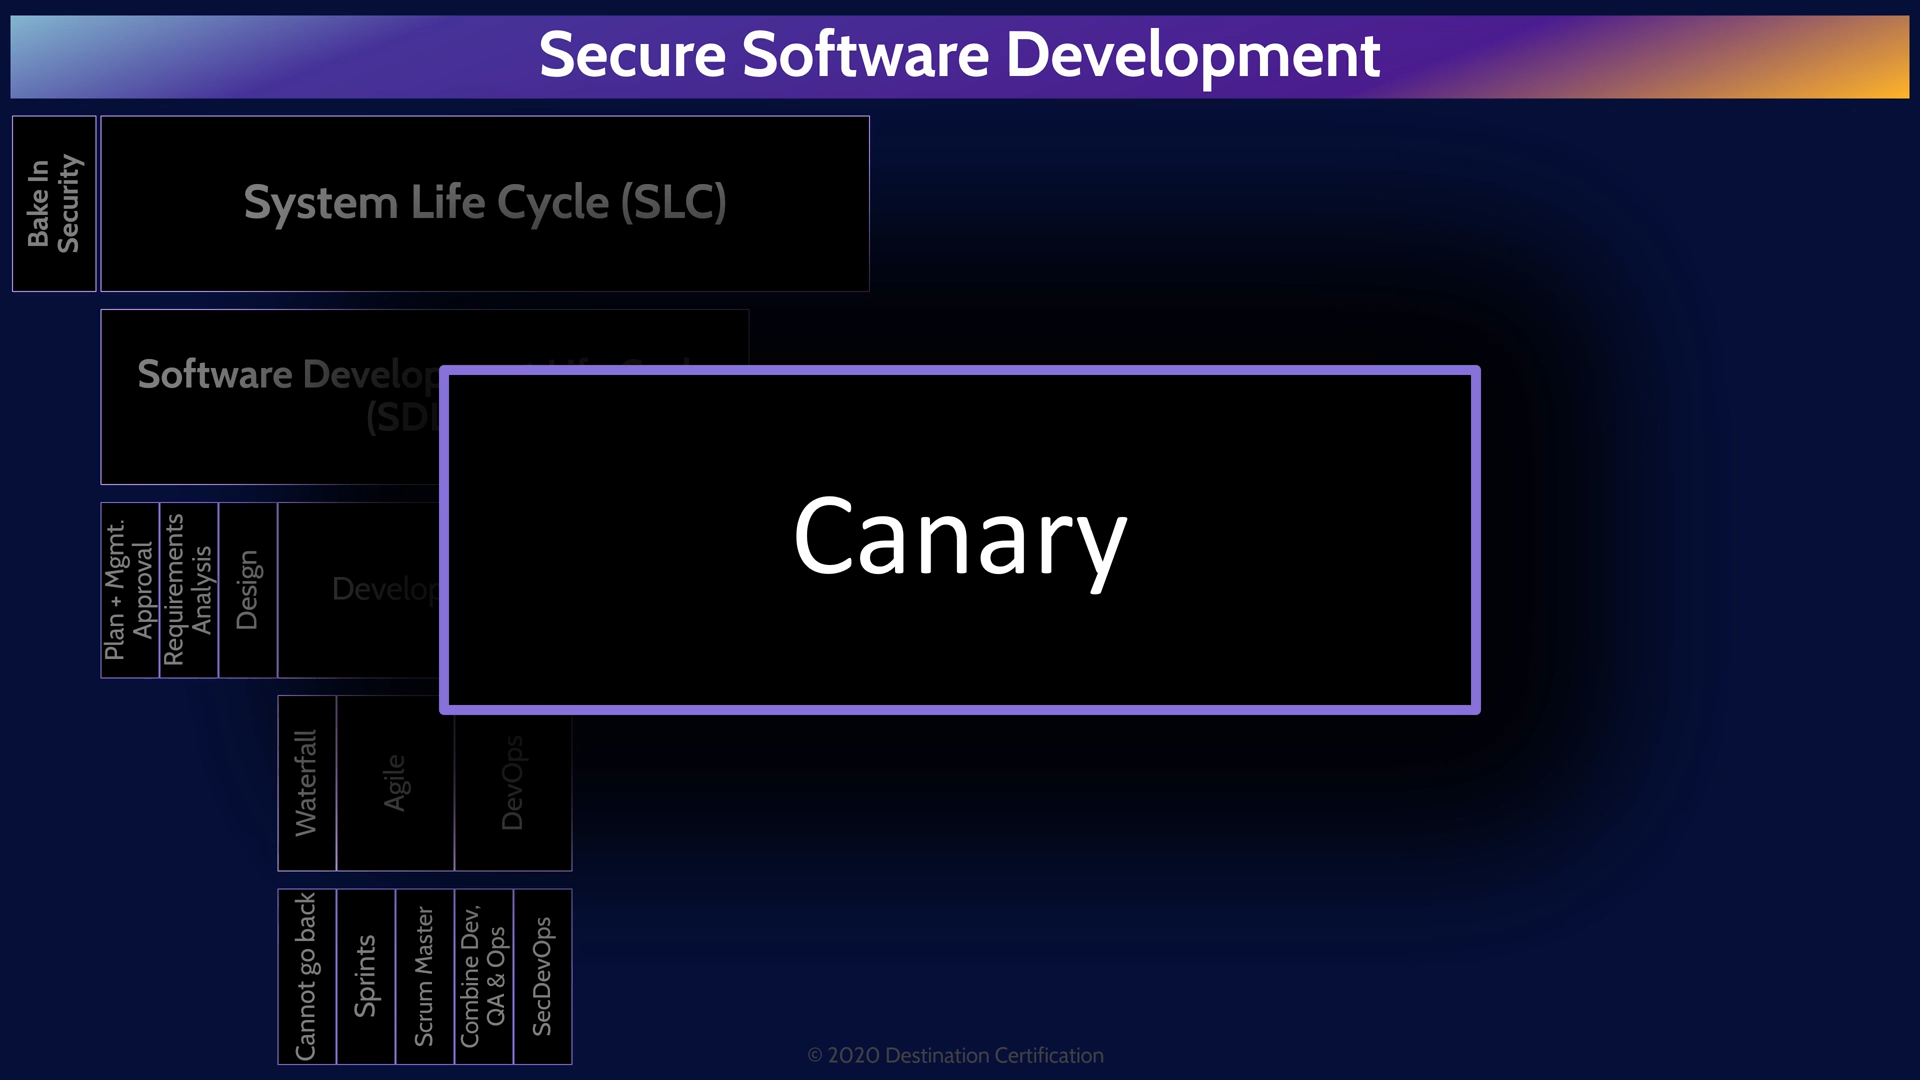 Secure Software Development
Bake In
Security
System Life Cycle (SLC)
Software Develop
(SD
Plan + Mgmt.
Approval
Requirements
Analysis
Design
Develop
Canary
Waterfall
Agile
DevOps
Cannot go back
Sprints
Scrum Master
Combine Dev,
QA & Ops
SecDevOps
© 2020 Destination Certification